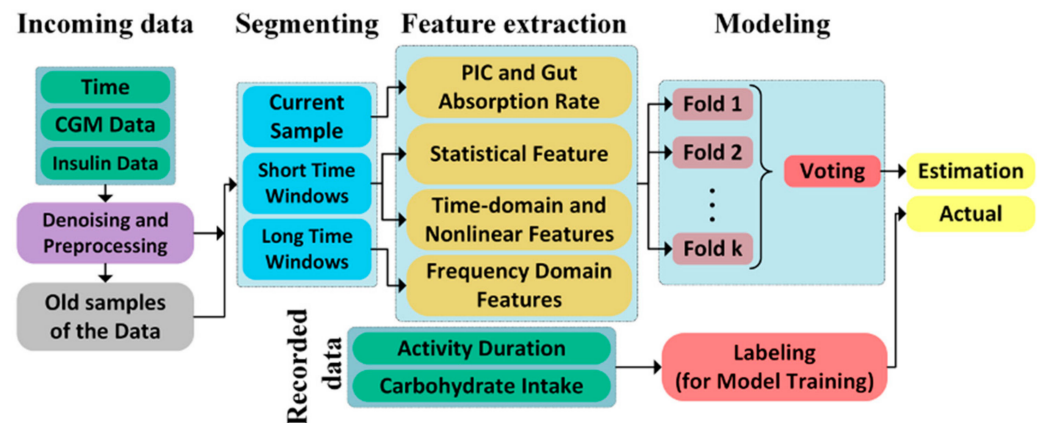 Incoming data
Segmenting
Feature extraction
Modeling
Time
CGM Data
Insulin Data
Denoising and
Preprocessing
Old samples
of the Data
Current
Sample
Short Time
Windows
Long Time
Windows
PIC and Gut
Absorption Rate
Statistical Feature
Time-domain and
Nonlinear Features
Frequency Domain
Features
Fold 1
Fold 2
Fold k
Voting
Estimation
Actual
Recorded
data
Activity Duration
Carbohydrate Intake
Labeling
(for Model Training)